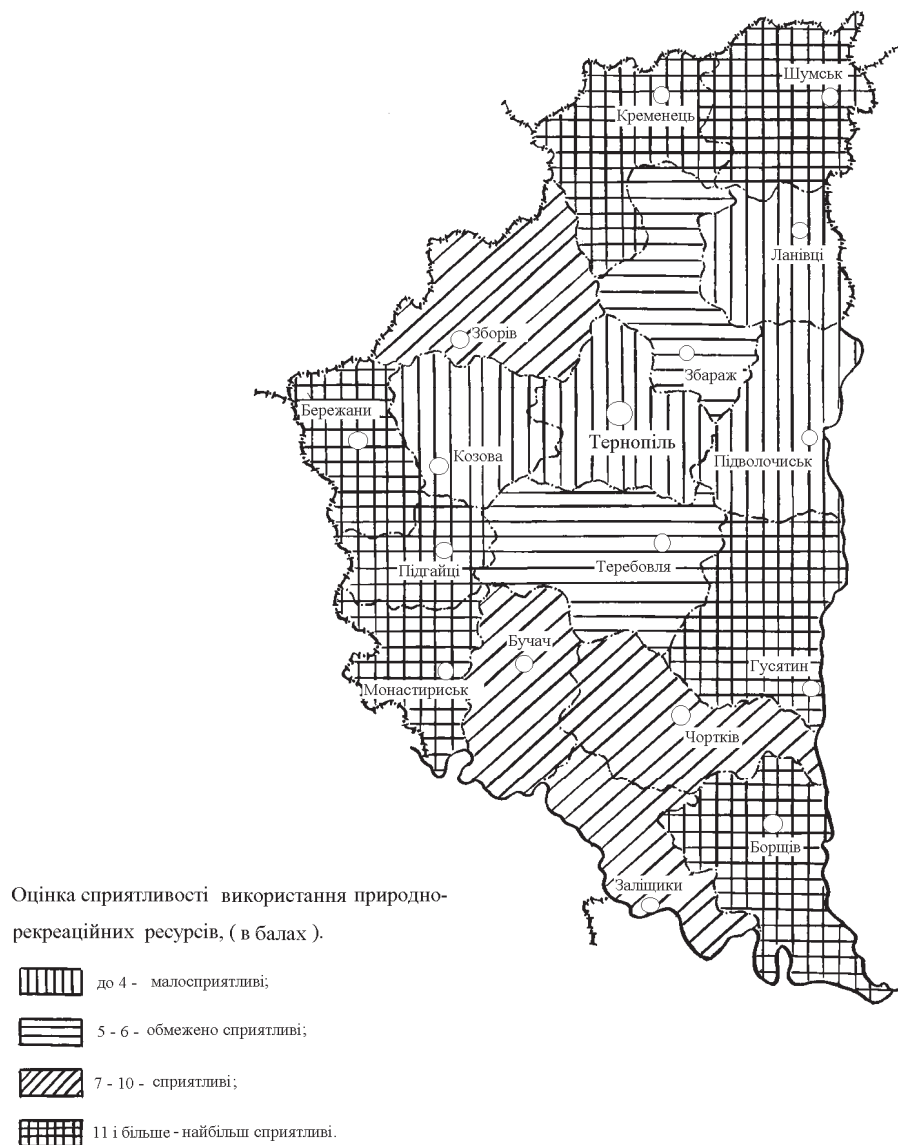 Шумськ
Кременець
Ланівці
Зборів
Збараж
Бережани
Тернопіль
Козова
Підволочиськ
Підгайці
Теребовля
Бучач
Гусятин
Монастириськ
Чортків
Борщів
Заліщики
Оцінка сприятливості використання природно-
рекреаційних ресурсів, ( в балах ).
до 4 - малосприятливі;
5 - 6 - обмежено сприятливі;
7 - 10 - сприятливі;
11 і більше - найбільш сприятливі.